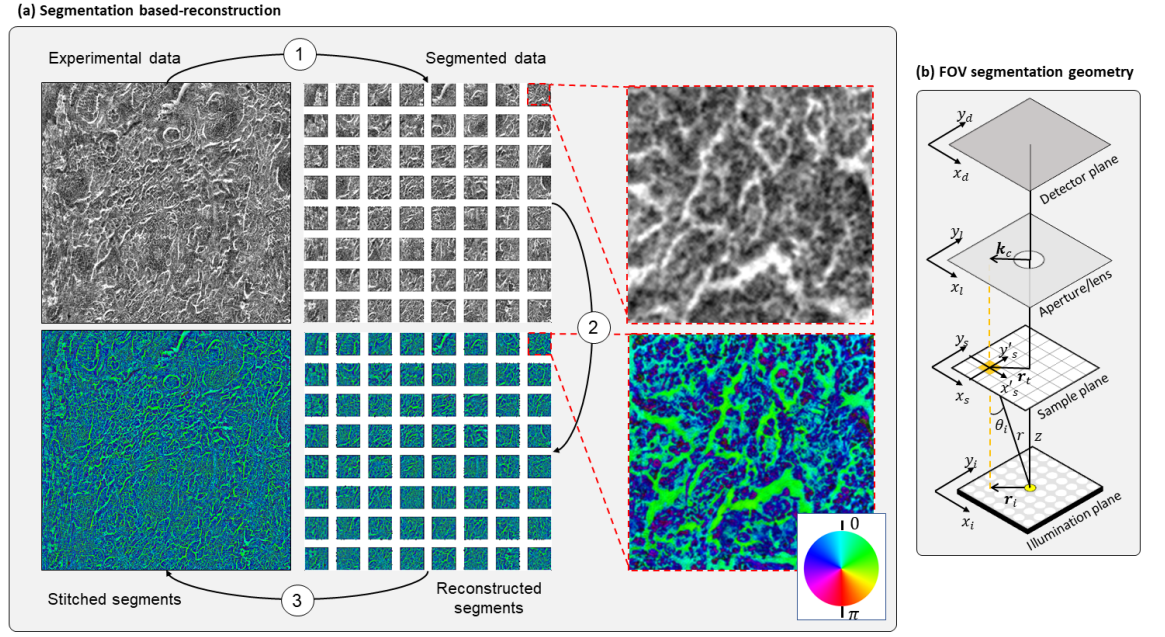 (a) Segmentation based-reconstruction
Experimental data
1
Segmented data
2
Stitched segments
3
Reconstructed
segments
0
π
(b) FOV segmentation geometry
y_d
x_d
Detector plane
y_l
k_c
x_l
Aperture/lens
y_s
y'_s
r_t
x'_s
x_s
Sample plane
θ_i
r
z
y_i
r_i
x_i
Illumination plane